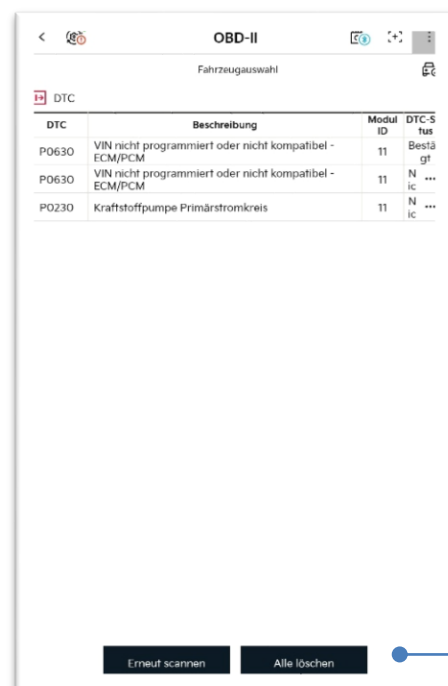 OBD-II
Fahrzeugauswahl
DTC
DTC Beschreibung Modul ID DTC-S tus
P0630 VIN nicht programmiert oder nicht kompatibel - ECM/PCM 11 Bestä gt
P0630 VIN nicht programmiert oder nicht kompatibel - ECM/PCM 11 N ic ...
P0230 Kraftstoffpumpe Primärstromkreis 11 N ic ...
Erneut scannen Alle löschen